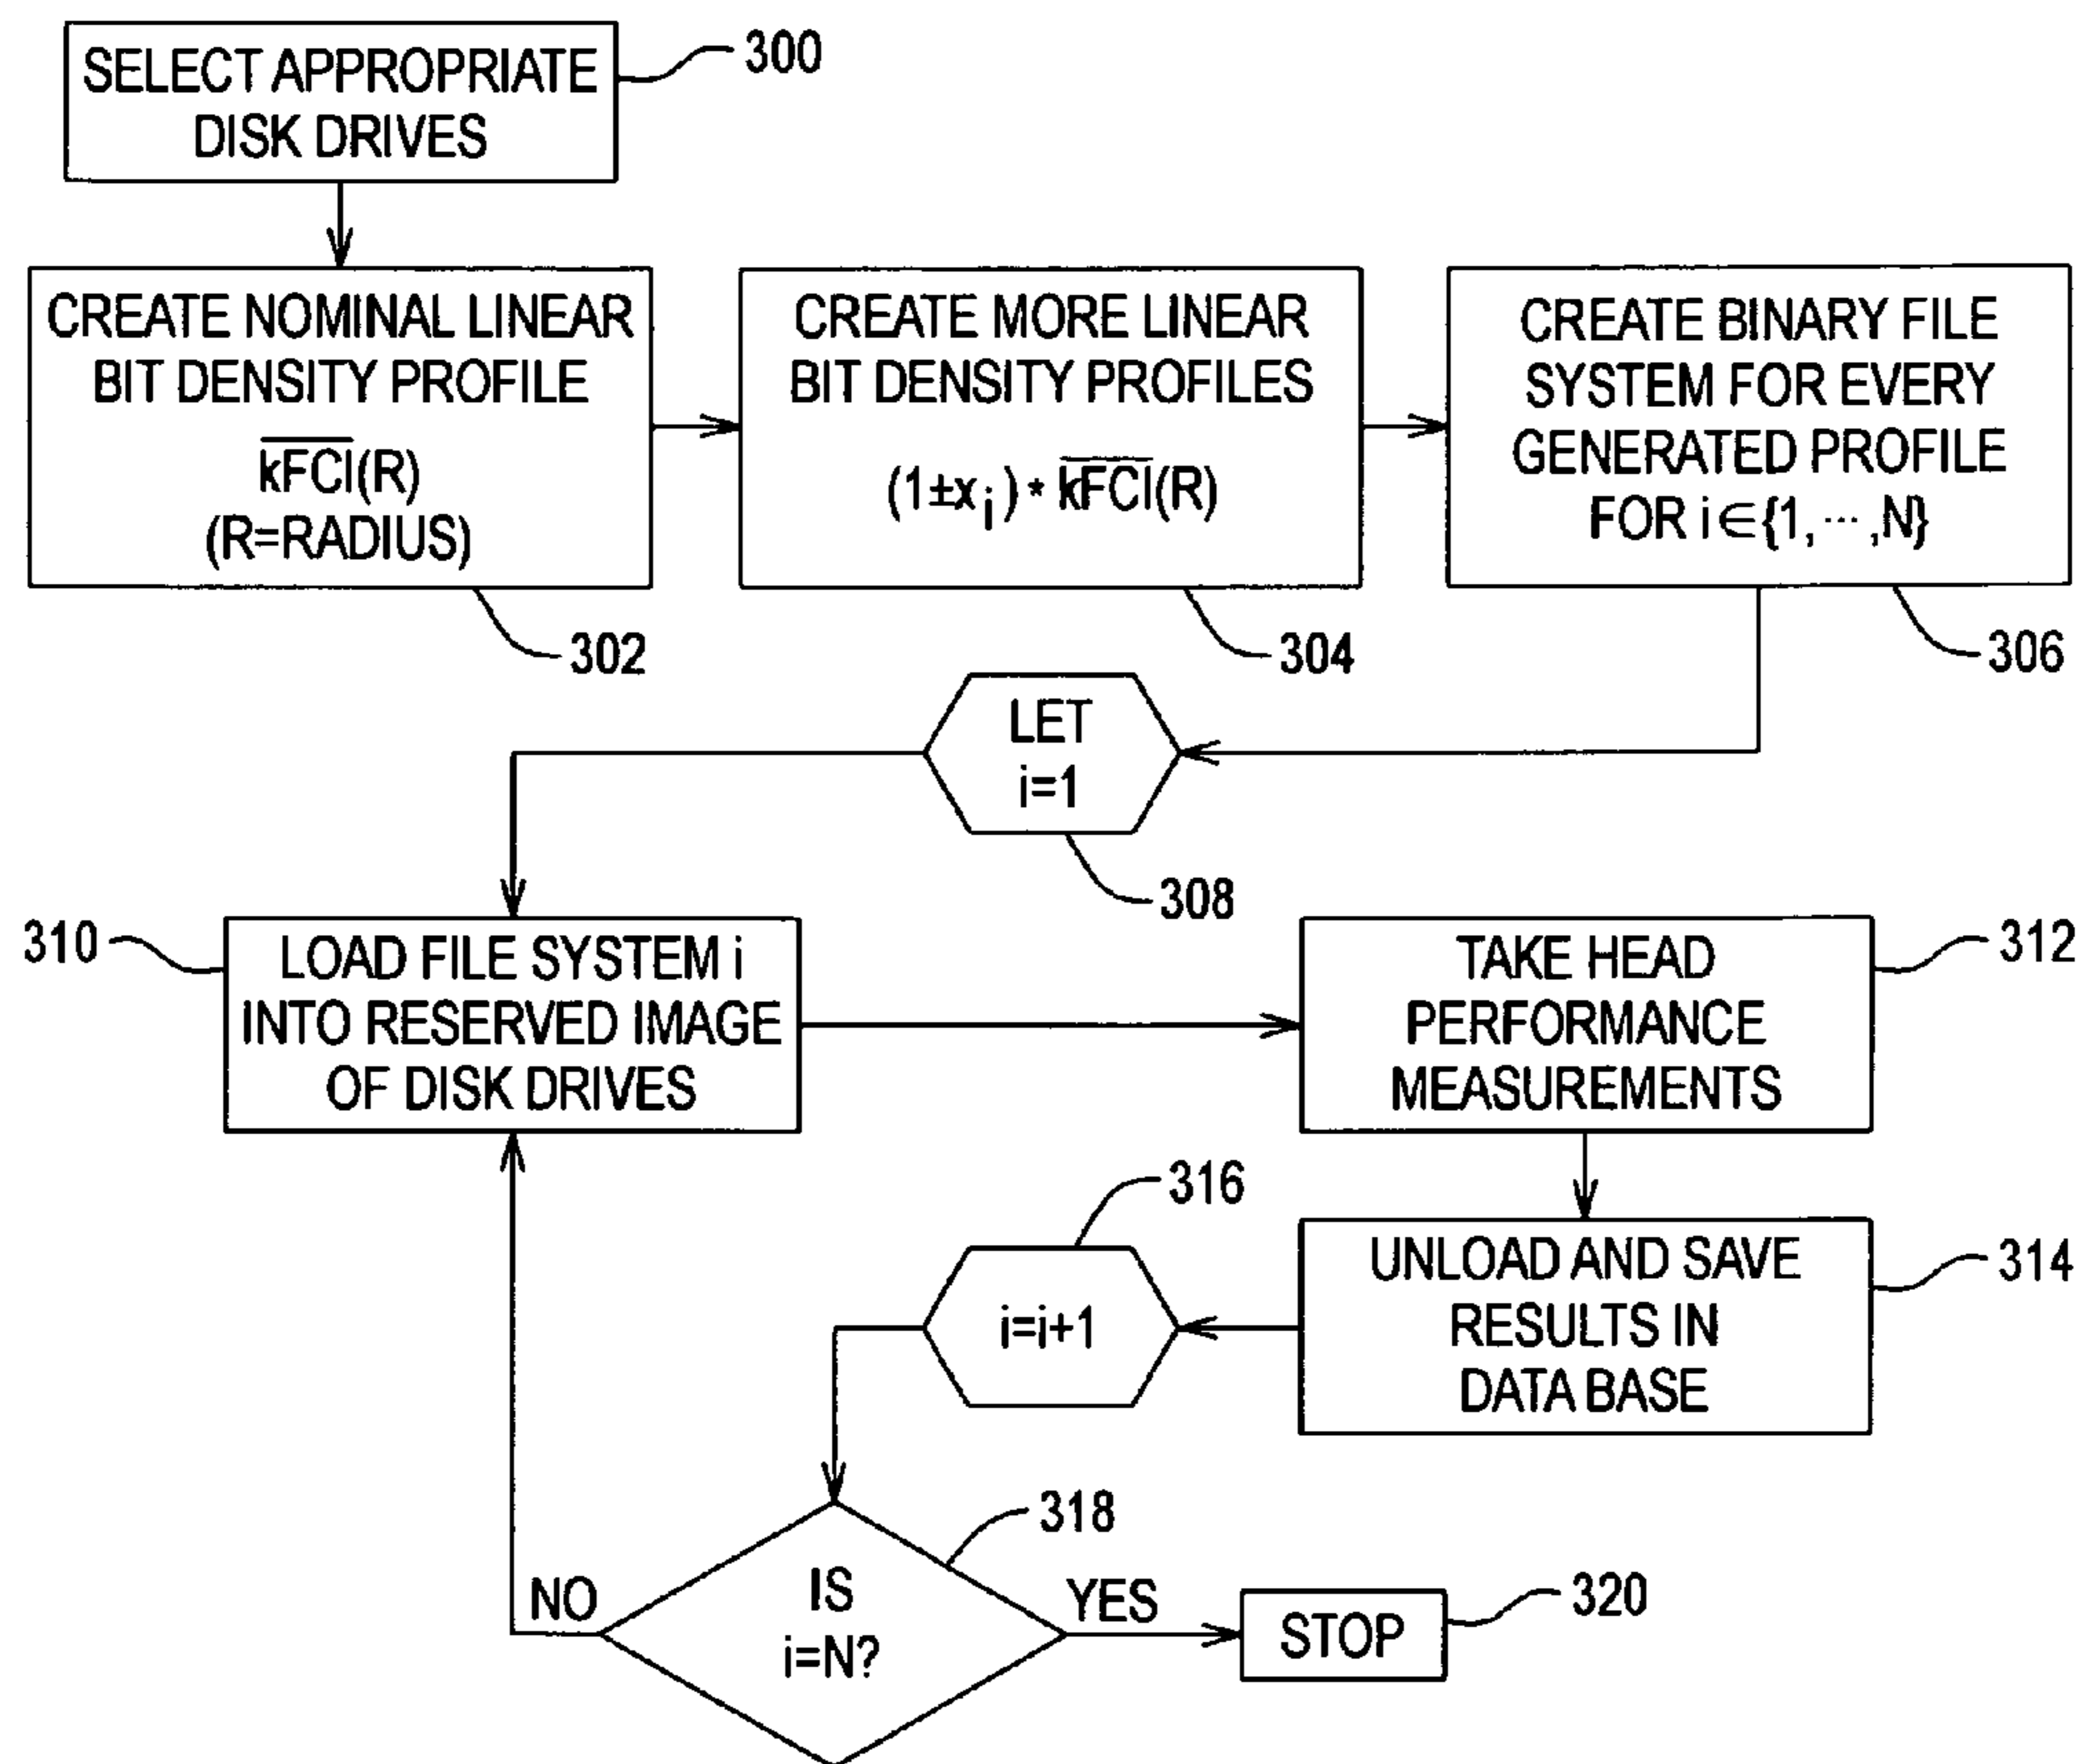 SELECT APPROPRIATE
DISK DRIVES
300
CREATE NOMINAL LINEAR
BIT DENSITY PROFILE
k̅F̅C̅I̅(R)
(R=RADIUS)
302
CREATE MORE LINEAR
BIT DENSITY PROFILES
(1±xᵢ)* k̅F̅C̅I̅(R)
304
CREATE BINARY FILE
SYSTEM FOR EVERY
GENERATED PROFILE
FOR i∈{1, ··· ,N}
306
LET
i=1
308
310
LOAD FILE SYSTEM i
INTO RESERVED IMAGE
OF DISK DRIVES
TAKE HEAD
PERFORMANCE
MEASUREMENTS
312
UNLOAD AND SAVE
RESULTS IN
DATA BASE
314
316
i=i+1
318
IS
i=N?
NO
YES
STOP
320